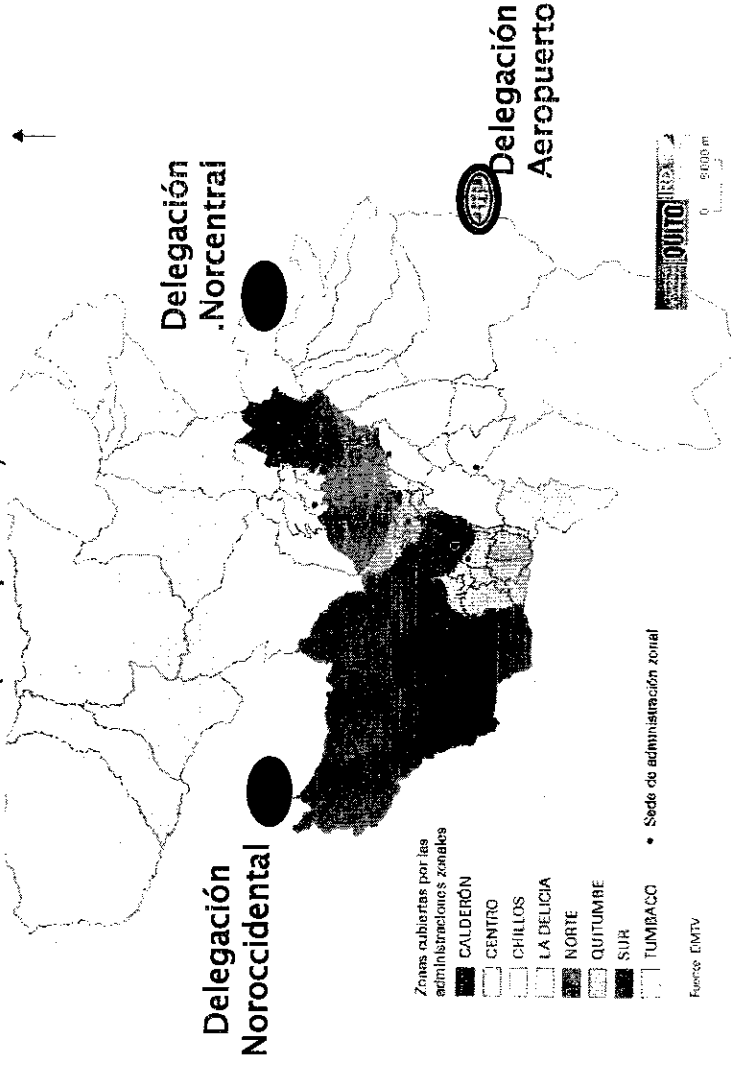 Delegación
.Norcentral
Delegación
Aeropuerto
Delegación
Noroccidental
Zonas cubiertas por las
administraciones zonales
CALDERÓN
CENTRO
CHILLOS
LA DELICIA
NORTE
QUITUMBE
SUR
TUMBACO
• Sede de administración zonal
Fuente DMTV
QUITO
0 9000 m